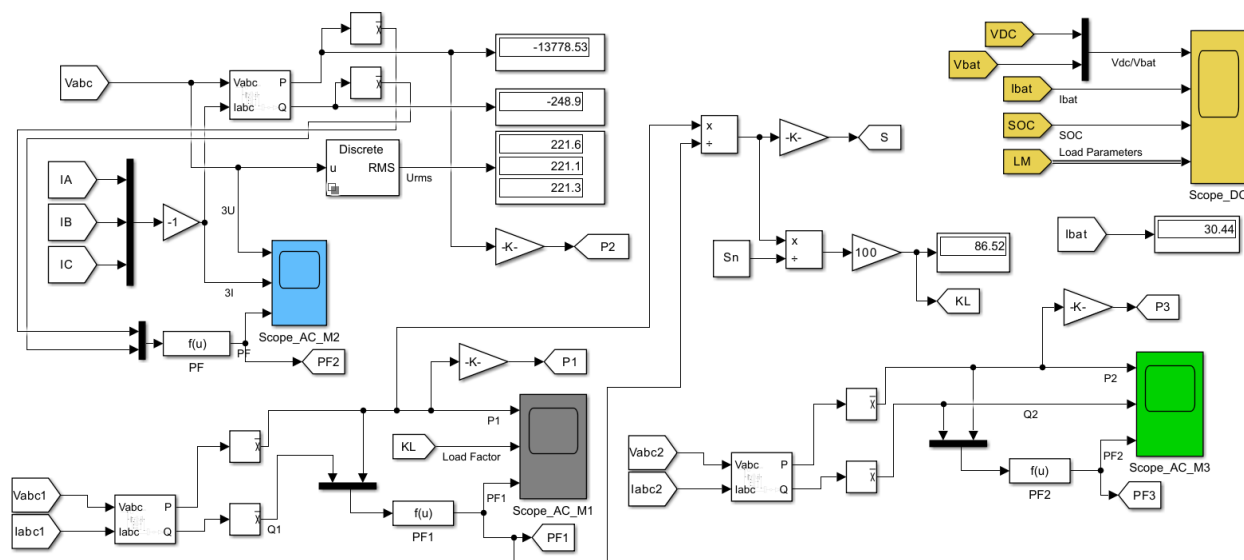 -13778.53
x̅
x̅
P
Vabc
Vabc
Iabc
Q
-248.9
Discrete
u
RMS
Urms
221.6
221.1
221.3
IA
IB
IC
-1
3U
3I
Scope_AC_M2
-K-
P2
f(u)
PF
PF
PF2
x
÷
-K-
S
Sn
x
÷
100
86.52
KL
VDC
Vbat
Vdc/Vbat
Ibat
Ibat
SOC
SOC
LM
Load Parameters
Scope_DC
Ibat
30.44
-K-
P1
P1
KL
Load Factor
Scope_AC_M1
x̅
Vabc1
Iabc1
Vabc
Iabc
P
Q
x̅
Q1
f(u)
PF1
PF1
PF1
-K-
P3
P2
Q2
x̅
Vabc2
Iabc2
Vabc
Iabc
P
Q
x̅
f(u)
PF2
PF2
PF3
Scope_AC_M3